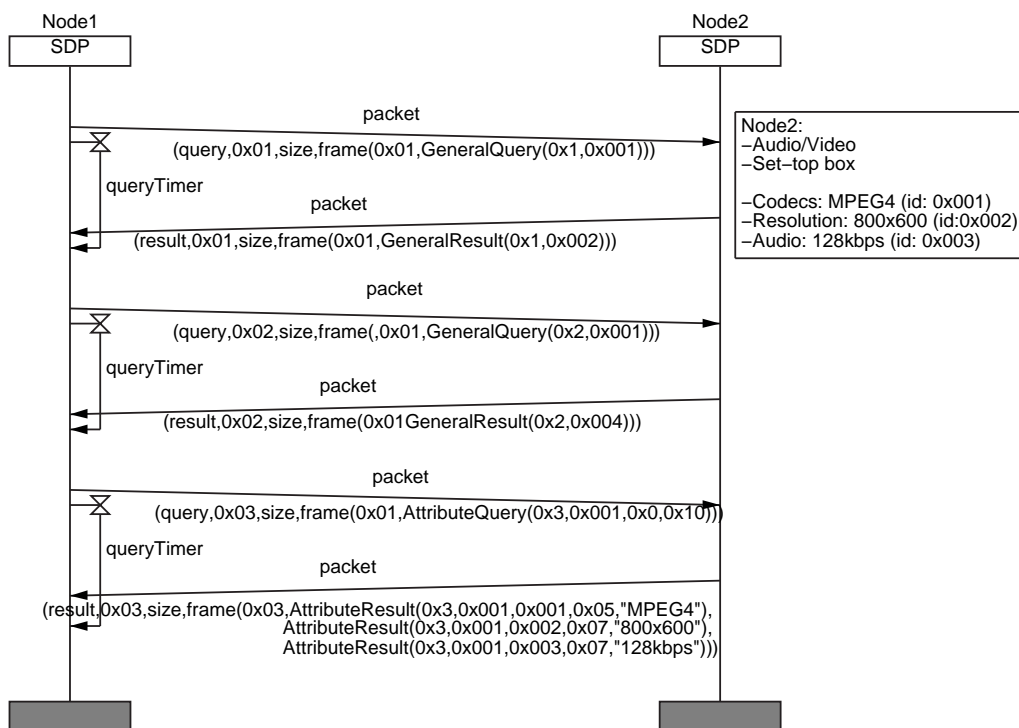 Node1
Node2
SDP
SDP
packet
(query,0x01,size,frame(0x01,GeneralQuery(0x1,0x001)))
queryTimer
packet
(result,0x01,size,frame(0x01,GeneralResult(0x1,0x002)))
Node2:
–Audio/Video
–Set–top box
–Codecs: MPEG4 (id: 0x001)
–Resolution: 800x600 (id:0x002)
–Audio: 128kbps (id: 0x003)
packet
(query,0x02,size,frame(,0x01,GeneralQuery(0x2,0x001)))
queryTimer
packet
(result,0x02,size,frame(0x01GeneralResult(0x2,0x004)))
packet
(query,0x03,size,frame(0x01,AttributeQuery(0x3,0x001,0x0,0x10)))
queryTimer
packet
(result,0x03,size,frame(0x03,AttributeResult(0x3,0x001,0x001,0x05,"MPEG4"),
AttributeResult(0x3,0x001,0x002,0x07,"800x600"),
AttributeResult(0x3,0x001,0x003,0x07,"128kbps")))